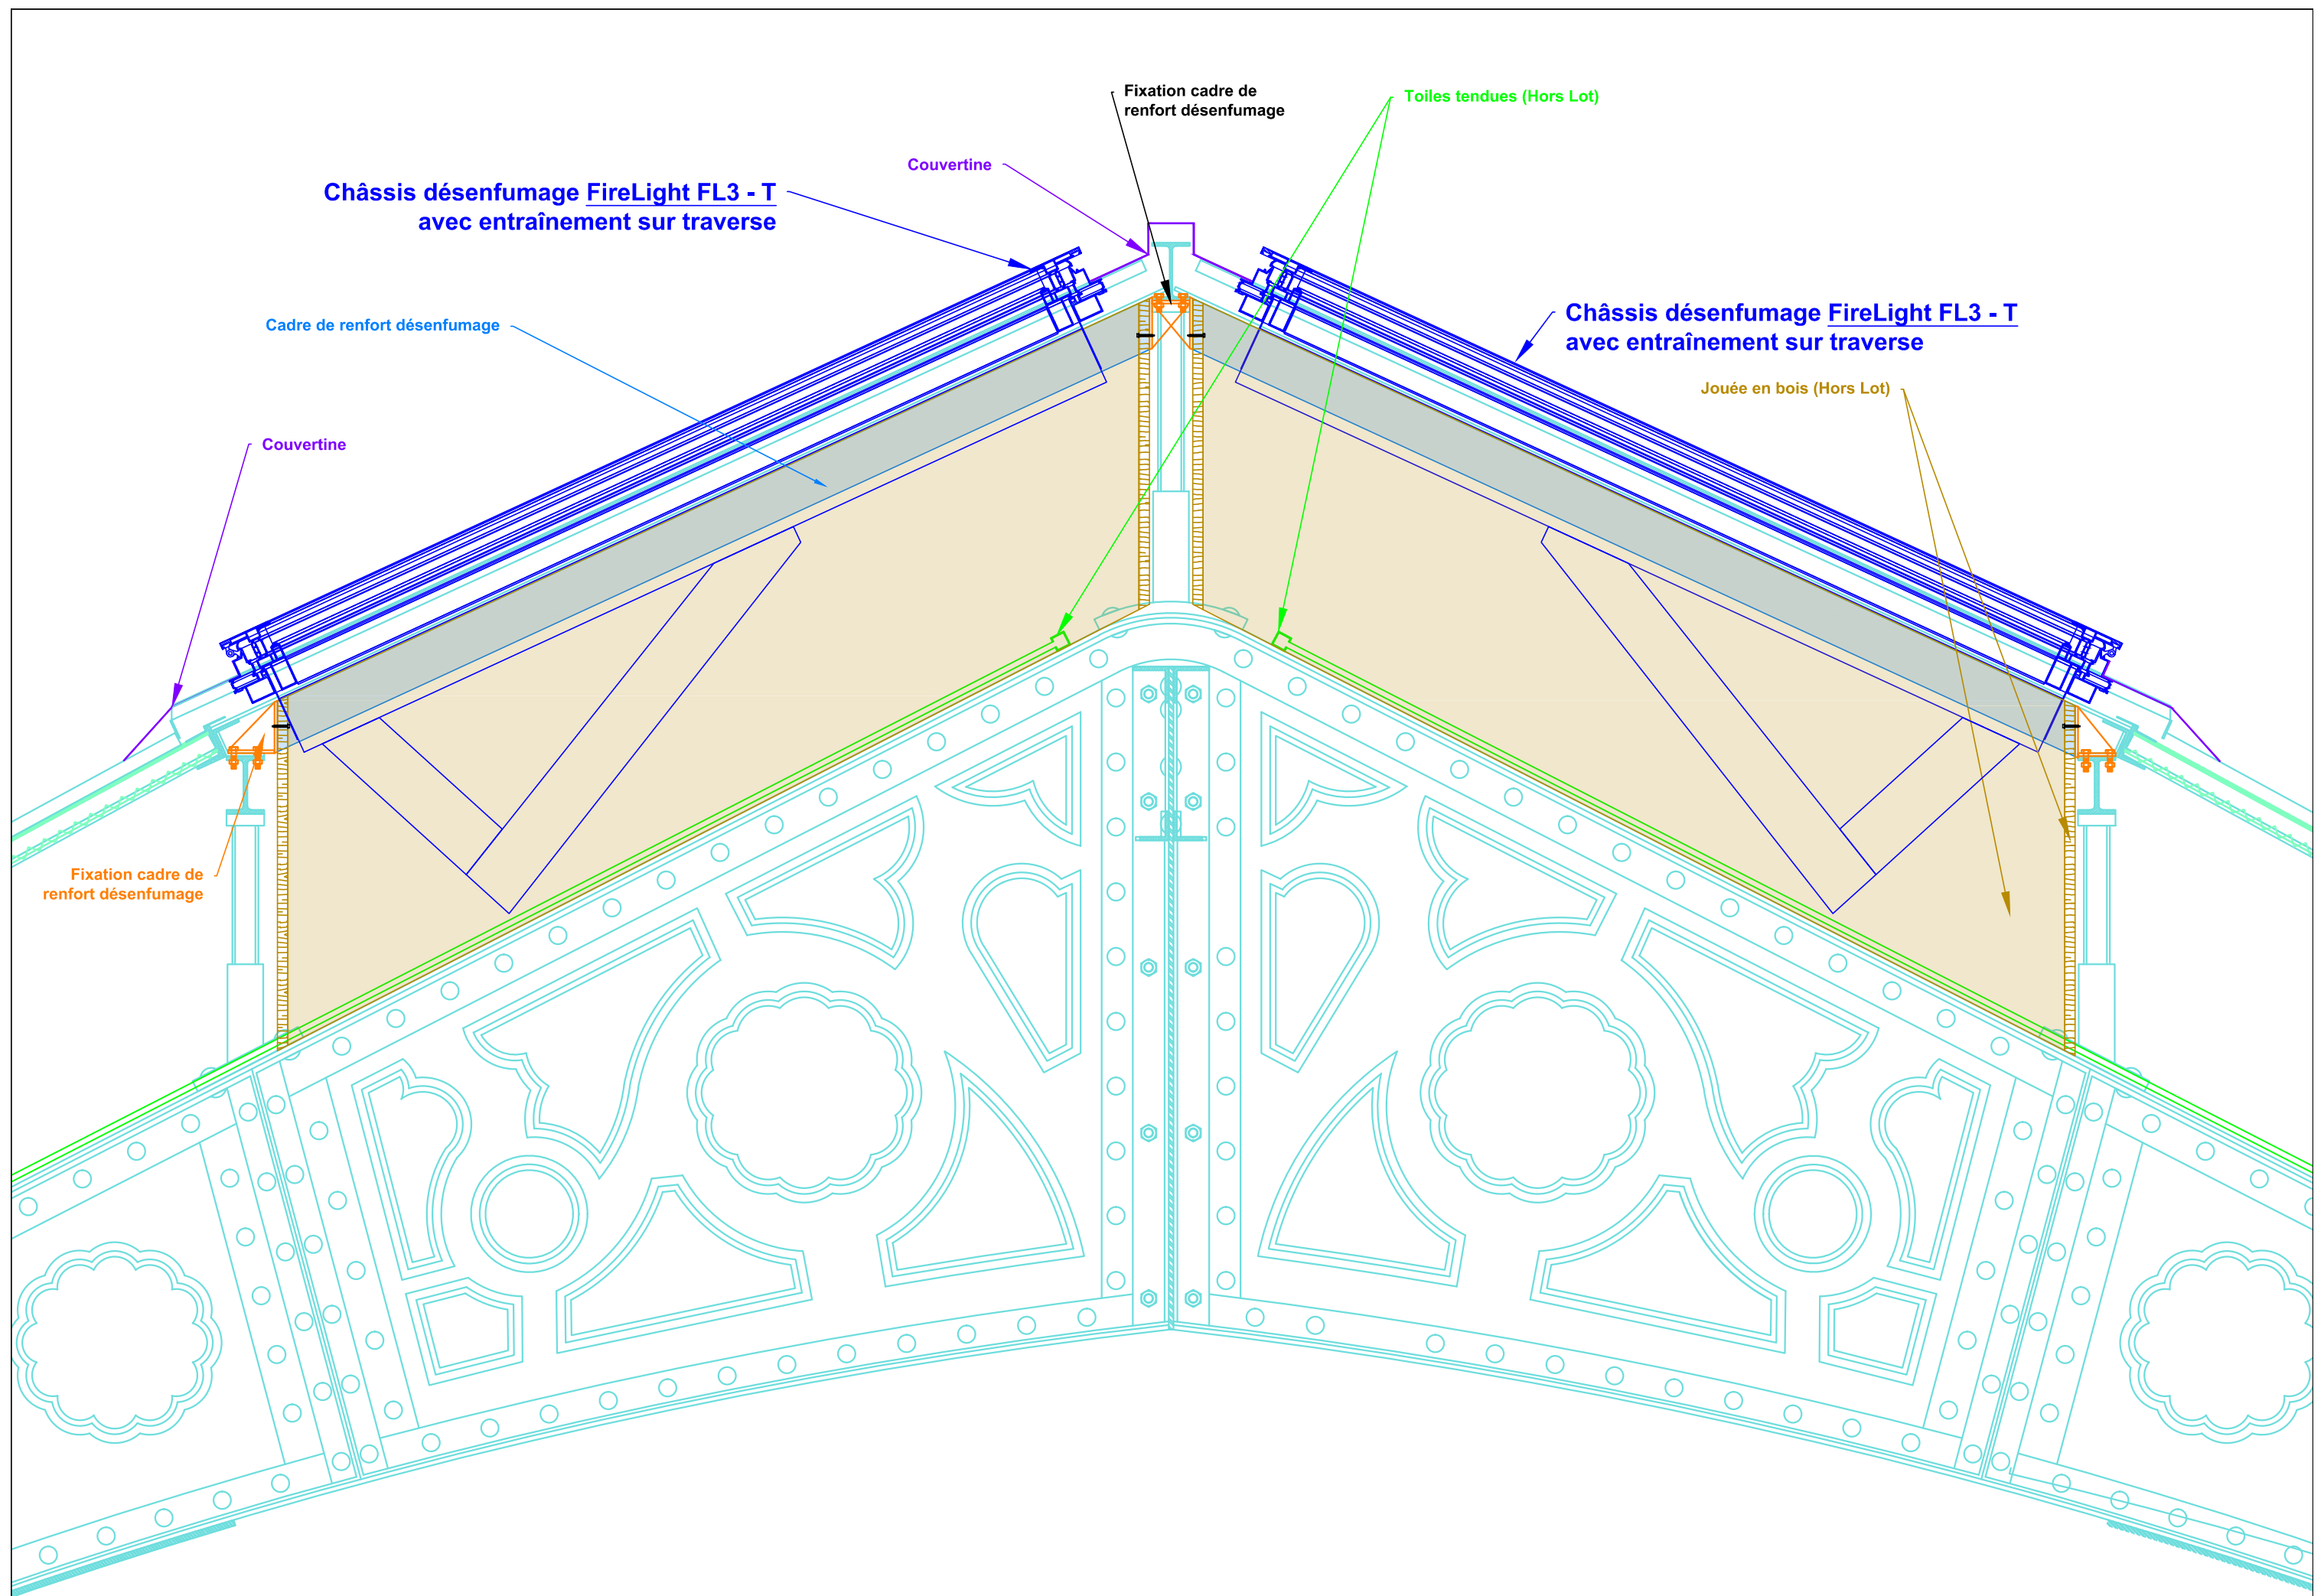 Fixation cadre de
renfort désenfumage
Toiles tendues (Hors Lot)
Couvertine
Châssis désenfumage FireLight FL3 - T
avec entraînement sur traverse
Châssis désenfumage FireLight FL3 - T
avec entraînement sur traverse
Cadre de renfort désenfumage
Jouée en bois (Hors Lot)
Couvertine
Fixation cadre de
renfort désenfumage